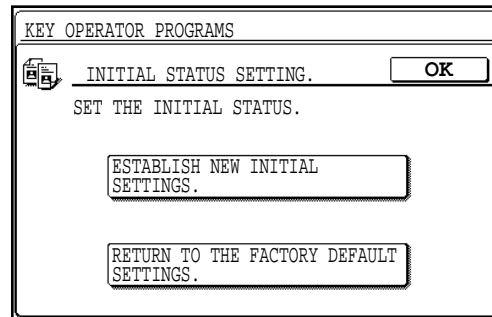 KEY OPERATOR PROGRAMS
INITIAL STATUS SETTING.
OK
SET THE INITIAL STATUS.
ESTABLISH NEW INITIAL
SETTINGS.
RETURN TO THE FACTORY DEFAULT
SETTINGS.